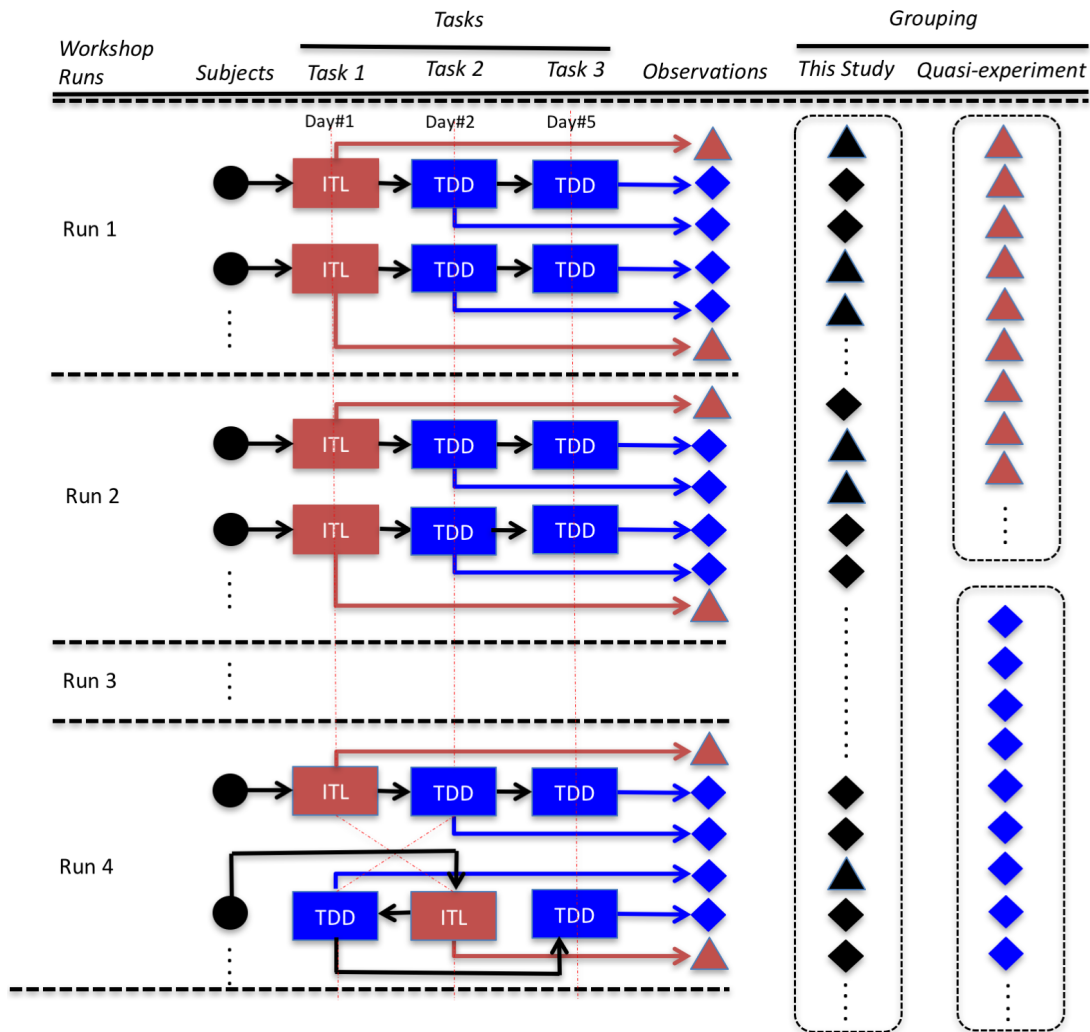 Tasks
Grouping
Workshop
Runs
Subjects
Task 1
Task 2
Task 3
Observations
This Study
Quasi-experiment
Day#1
Day#2
Day#5
ITL
TDD
TDD
Run 1
ITL
TDD
TDD
ITL
TDD
TDD
Run 2
ITL
TDD
TDD
Run 3
ITL
TDD
TDD
Run 4
TDD
ITL
TDD